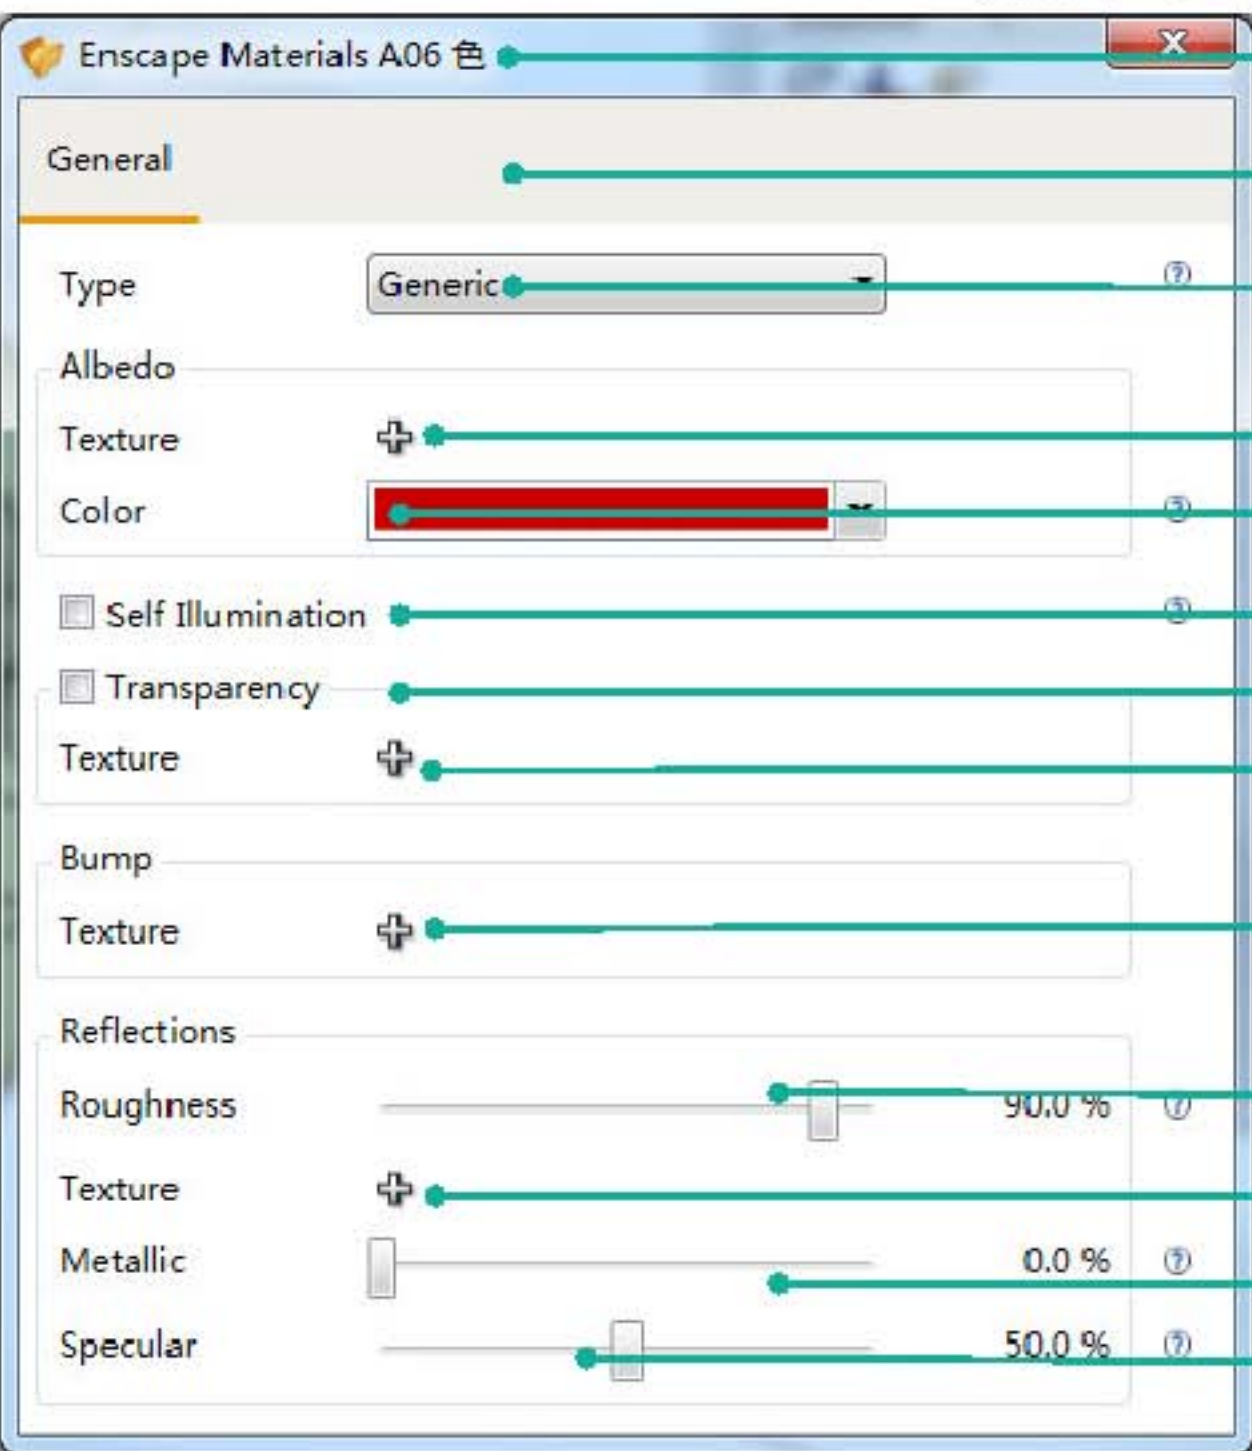 Enscape Materials A06 色
General
Type Generic
Albedo
Texture
Color
Self Illumination
Transparency
Texture
Bump
Texture
Reflections
Roughness 90.0 %
Texture
Metallic 0.0 %
Specular 50.0 %